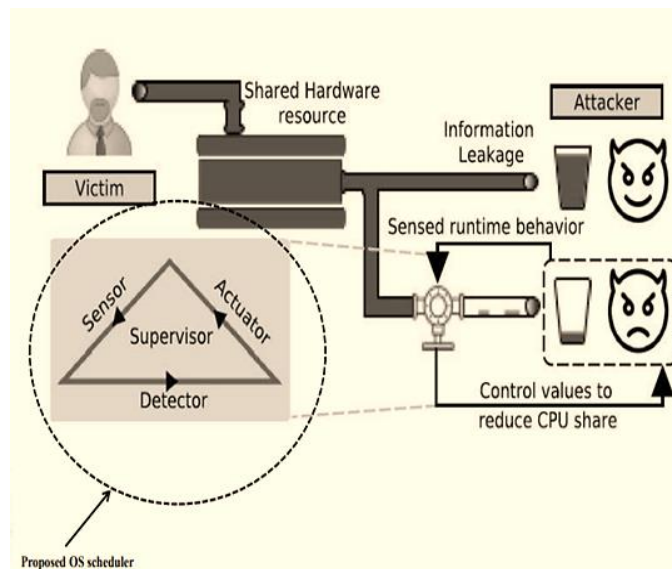 Shared Hardware
resource
Attacker
Information
Leakage
Victim
Sensed runtime behavior
Sensor
Actuator
Supervisor
Detector
Control values to
reduce CPU share
Proposed OS scheduler